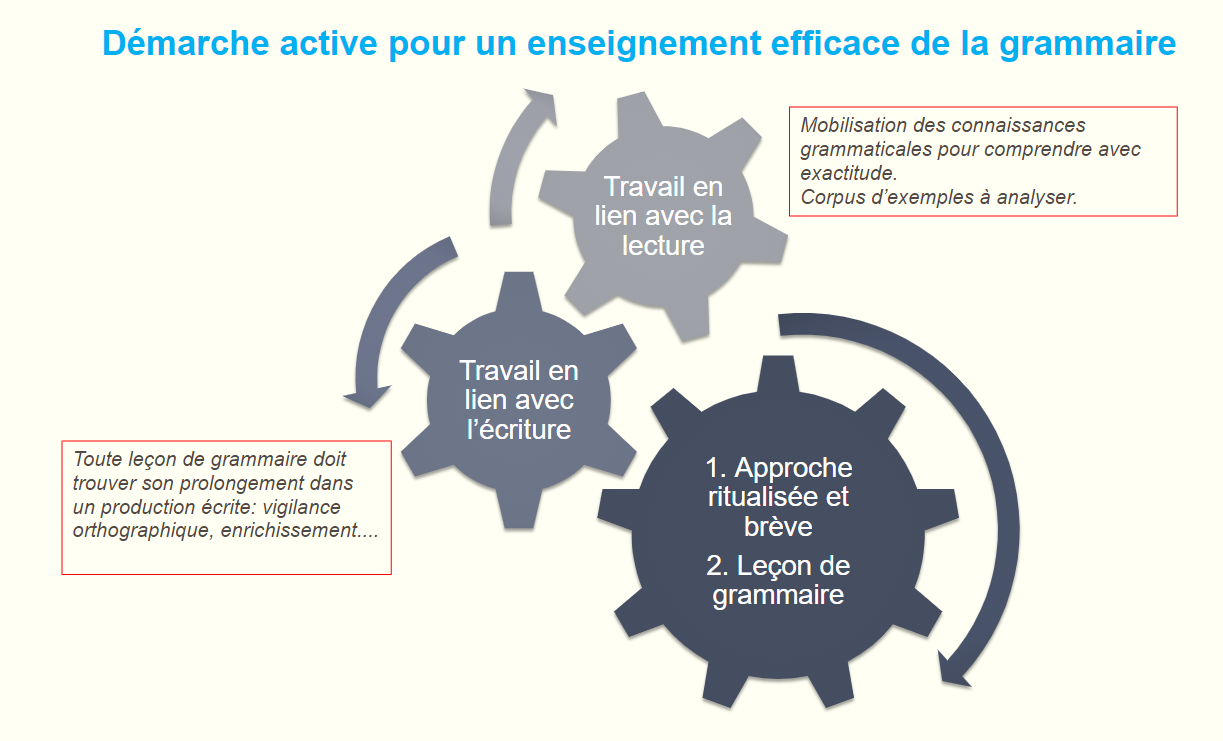 Démarche active pour un enseignement efficace de la grammaire
Travail en
lien avec la
lecture
Mobilisation des connaissances
grammaticales pour comprendre avec
exactitude.
Corpus d'exemples à analyser.
Travail en
lien avec
l'écriture
Toute leçon de grammaire doit
trouver son prolongement dans
un production écrite: vigilance
orthographique, enrichissement....
1. Approche
ritualisée et
brève
2. Leçon de
grammaire